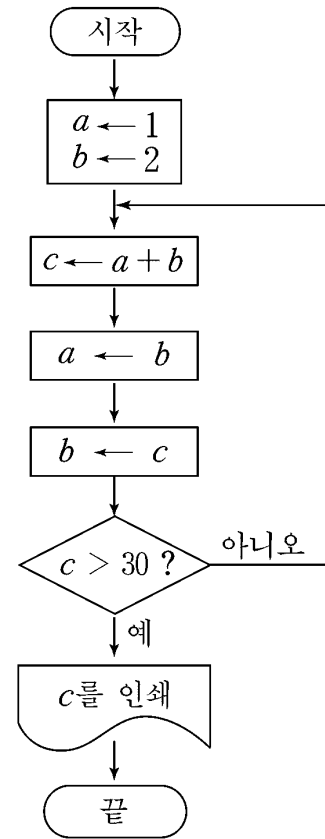 시작
a ← 1
b ← 2
c ← a + b
a ← b
b ← c
c > 30 ?
아니오
예
c를 인쇄
끝